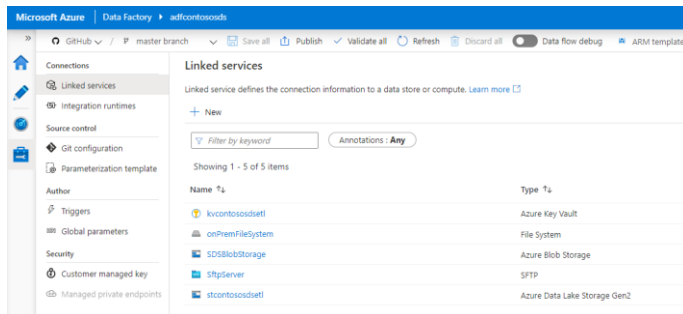 Microsoft Azure Data Factory adfcontososds
GitHub / master branch Save all Publish Validate all Refresh Discard all Data flow debug ARM template
»
Connections
Linked services
Integration runtimes
Source control
Git configuration
Parameterization template
Author
Triggers
Global parameters
Security
Customer managed key
Managed private endpoints
Linked services
Linked service defines the connection information to a data store or compute. Learn more
+ New
Filter by keyword Annotations : Any
Showing 1 - 5 of 5 items
Name ↑↓ Type ↑↓
kvcontososdsetl Azure Key Vault
onPremFileSystem File System
SDSBlobStorage Azure Blob Storage
SftpServer SFTP
stcontososdsetl Azure Data Lake Storage Gen2